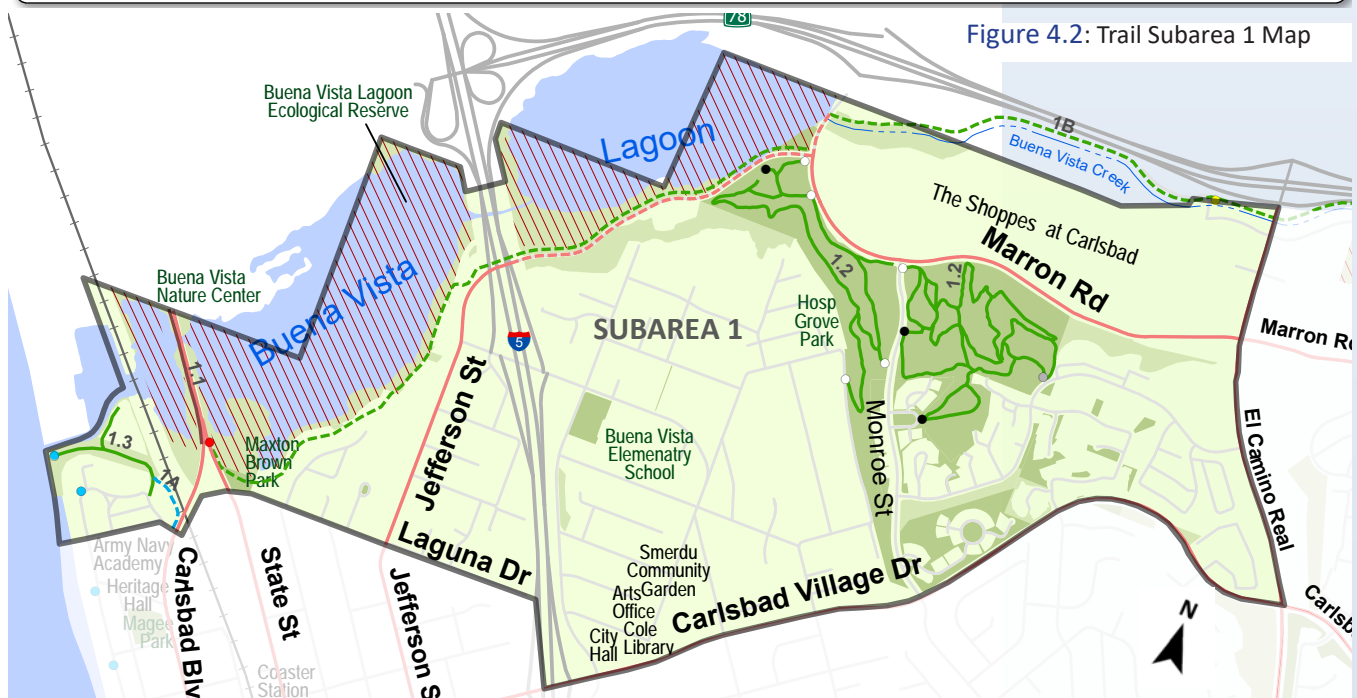 78
Figure 4.2: Trail Subarea 1 Map
Buena Vista Lagoon
Ecological Reserve
1B
Lagoon
Buena Vista Creek
The Shoppes at Carlsbad
Marron Rd
Buena Vista
Nature Center
Buena Vista
1.2
1.2
Hosp
Grove
Park
SUBAREA 1
5
Marron R
1.1
Jefferson St
Monroe St
El Camino Real
1.3
1A
Maxton
Brown
Park
Buena Vista
Elemenatry
School
Army Navy
Academy
Heritage
Hall
Magee
Park
Carlsbad Blv
State St
Laguna Dr
Jefferson S
Smerdu
Community
Garden
Arts
Office
Cole
Library
City
Hall
Carlsbad Village Dr
Carlsb
Coaster
Station
N